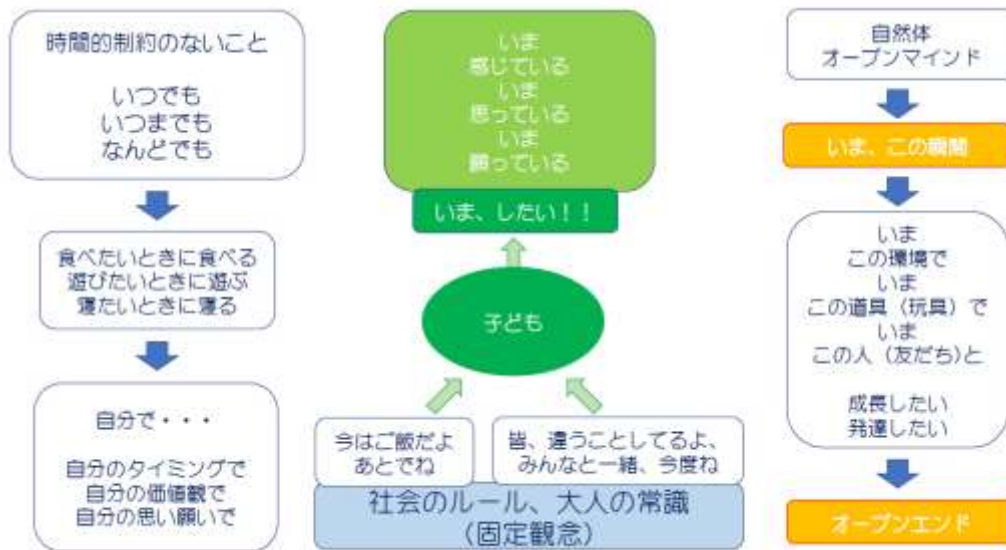 時間的制約のないこと
いつでも
いつまでも
なんどでも
食べたいときに食べる
遊びたいときに遊ぶ
寝たいときに寝る
自分で・・・
自分のタイミングで
自分の価値観で
自分の思い願いで
いま
感じている
いま
思っている
いま
願っている
いま、したい！！
子ども
今はご飯だよ
あとでね
皆、違うことしてるよ、
みんなと一緒、今度ね
社会のルール、大人の常識
（固定観念）
自然体
オープンマインド
いま、この瞬間
いま
この環境で
いま
この道具（玩具）で
いま
この人（友だち）と
成長したい
発達したい
オープンエンド